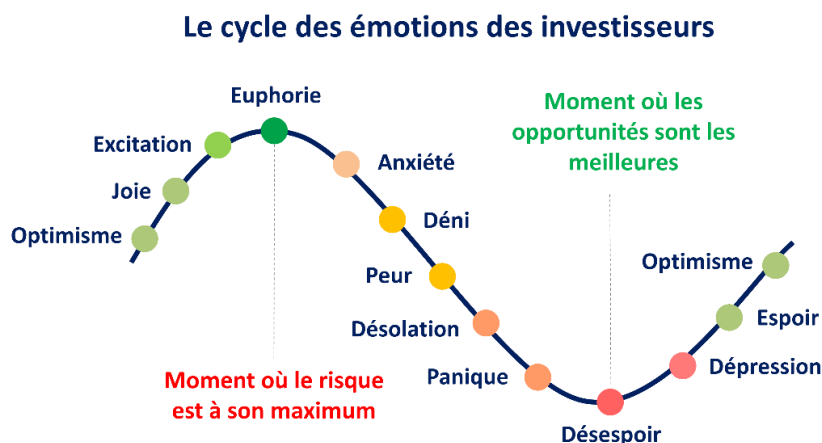 Le cycle des émotions des investisseurs
Euphorie
Excitation
Joie
Optimisme
Moment où le risque
est à son maximum
Anxiété
Déni
Peur
Désolation
Panique
Désespoir
Moment où les
opportunités sont les
meilleures
Dépression
Espoir
Optimisme